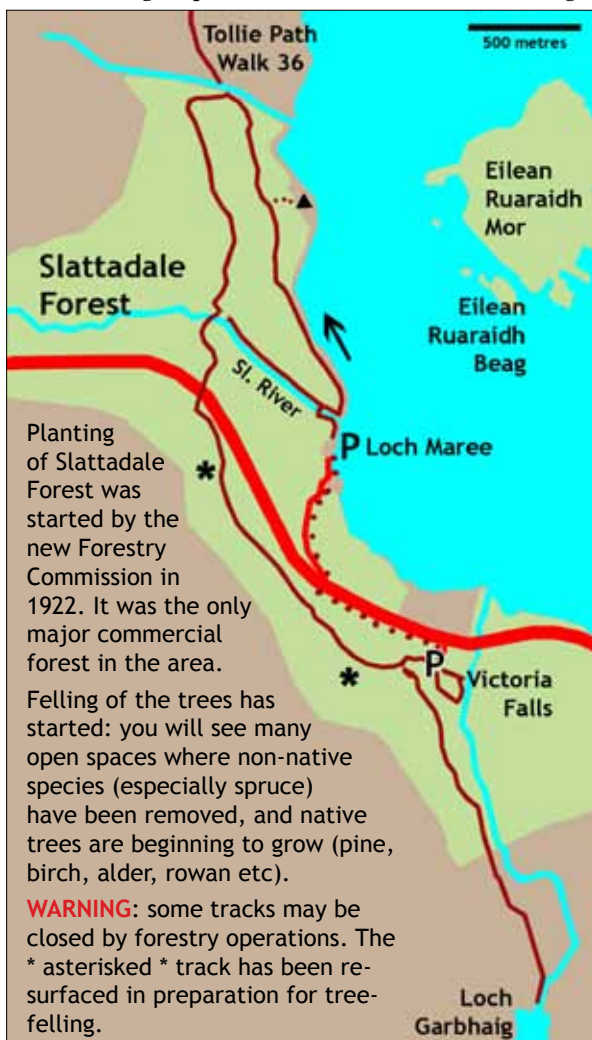 Tollie Path
Walk 36
500 metres
Eilean
Ruaraidh
Mor
Slattadale
Forest
Eilean
Ruaraidh
Beag
Sl. River
P Loch Maree
Planting
of Slattadale
Forest was
started by the
new Forestry
Commission in
1922. It was the only
major commercial
forest in the area.
*
*
P
Victoria
Falls
Felling of the trees has
started: you will see many
open spaces where non-native
species (especially spruce)
have been removed, and native
trees are beginning to grow (pine,
birch, alder, rowan etc).
WARNING: some tracks may be
closed by forestry operations. The
* asterisked * track has been re-
surfaced in preparation for tree-
felling.
Loch
Garbhaig